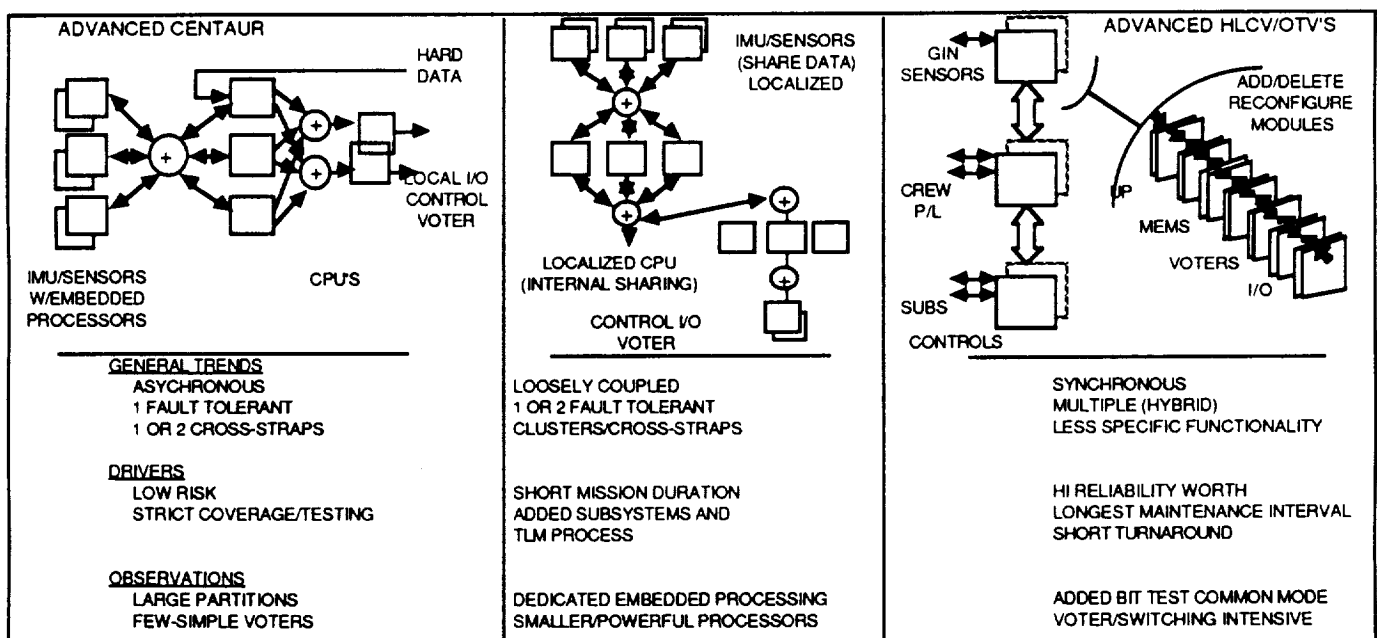 ADVANCED CENTAUR
HARD
DATA
LOCAL I/O
CONTROL
VOTER
IMU/SENSORS
W/EMBEDDED
PROCESSORS
CPU'S
IMU/SENSORS
(SHARE DATA)
LOCALIZED
LOCALIZED CPU
(INTERNAL SHARING)
CONTROL I/O
VOTER
ADVANCED HLCV/OTV'S
GIN
SENSORS
CREW
P/L
SUBS
CONTROLS
ADD/DELETE
RECONFIGURE
MODULES
UP
MEMS
VOTERS
I/O
GENERAL TRENDS
ASYCHRONOUS
1 FAULT TOLERANT
1 OR 2 CROSS-STRAPS
LOOSELY COUPLED
1 OR 2 FAULT TOLERANT
CLUSTERS/CROSS-STRAPS
SYNCHRONOUS
MULTIPLE (HYBRID)
LESS SPECIFIC FUNCTIONALITY
DRIVERS
LOW RISK
STRICT COVERAGE/TESTING
SHORT MISSION DURATION
ADDED SUBSYSTEMS AND
TLM PROCESS
HI RELIABILITY WORTH
LONGEST MAINTENANCE INTERVAL
SHORT TURNAROUND
OBSERVATIONS
LARGE PARTITIONS
FEW-SIMPLE VOTERS
DEDICATED EMBEDDED PROCESSING
SMALLER/POWERFUL PROCESSORS
ADDED BIT TEST COMMON MODE
VOTER/SWITCHING INTENSIVE